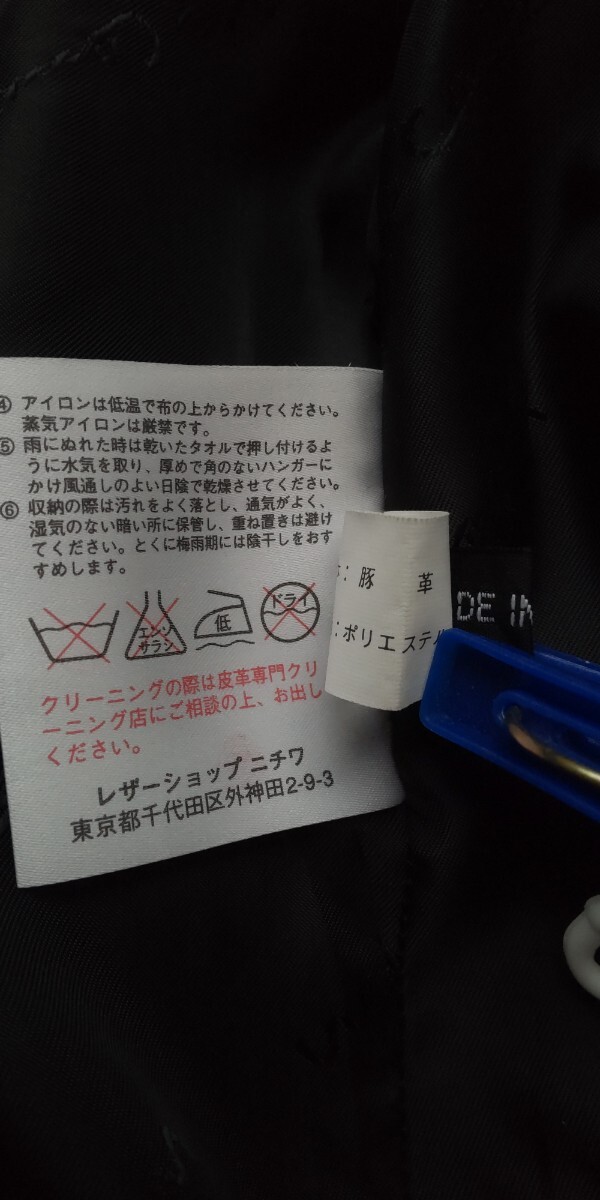 ④ アイロンは低温で布の上からかけてください。
蒸気アイロンは厳禁です。
⑤ 雨にぬれた時は乾いたタオルで押し付けるよ
うに水気を取り、厚めで角のないハンガーに
かけ風通しのよい日陰で乾燥させてください。
⑥ 収納の際は汚れをよく落とし、通気がよく、
湿気のない暗い所に保管し、重ね置きは避け
てください。とくに梅雨期には陰干しをおす
すめします。
エンソ
サラシ
低
ドライ
クリーニングの際は皮革専門クリ
ーニング店にご相談の上、お出し
ください。
レザーショップ ニチワ
東京都千代田区外神田2-9-3
: 豚 革
: ポリエステル
DE IN